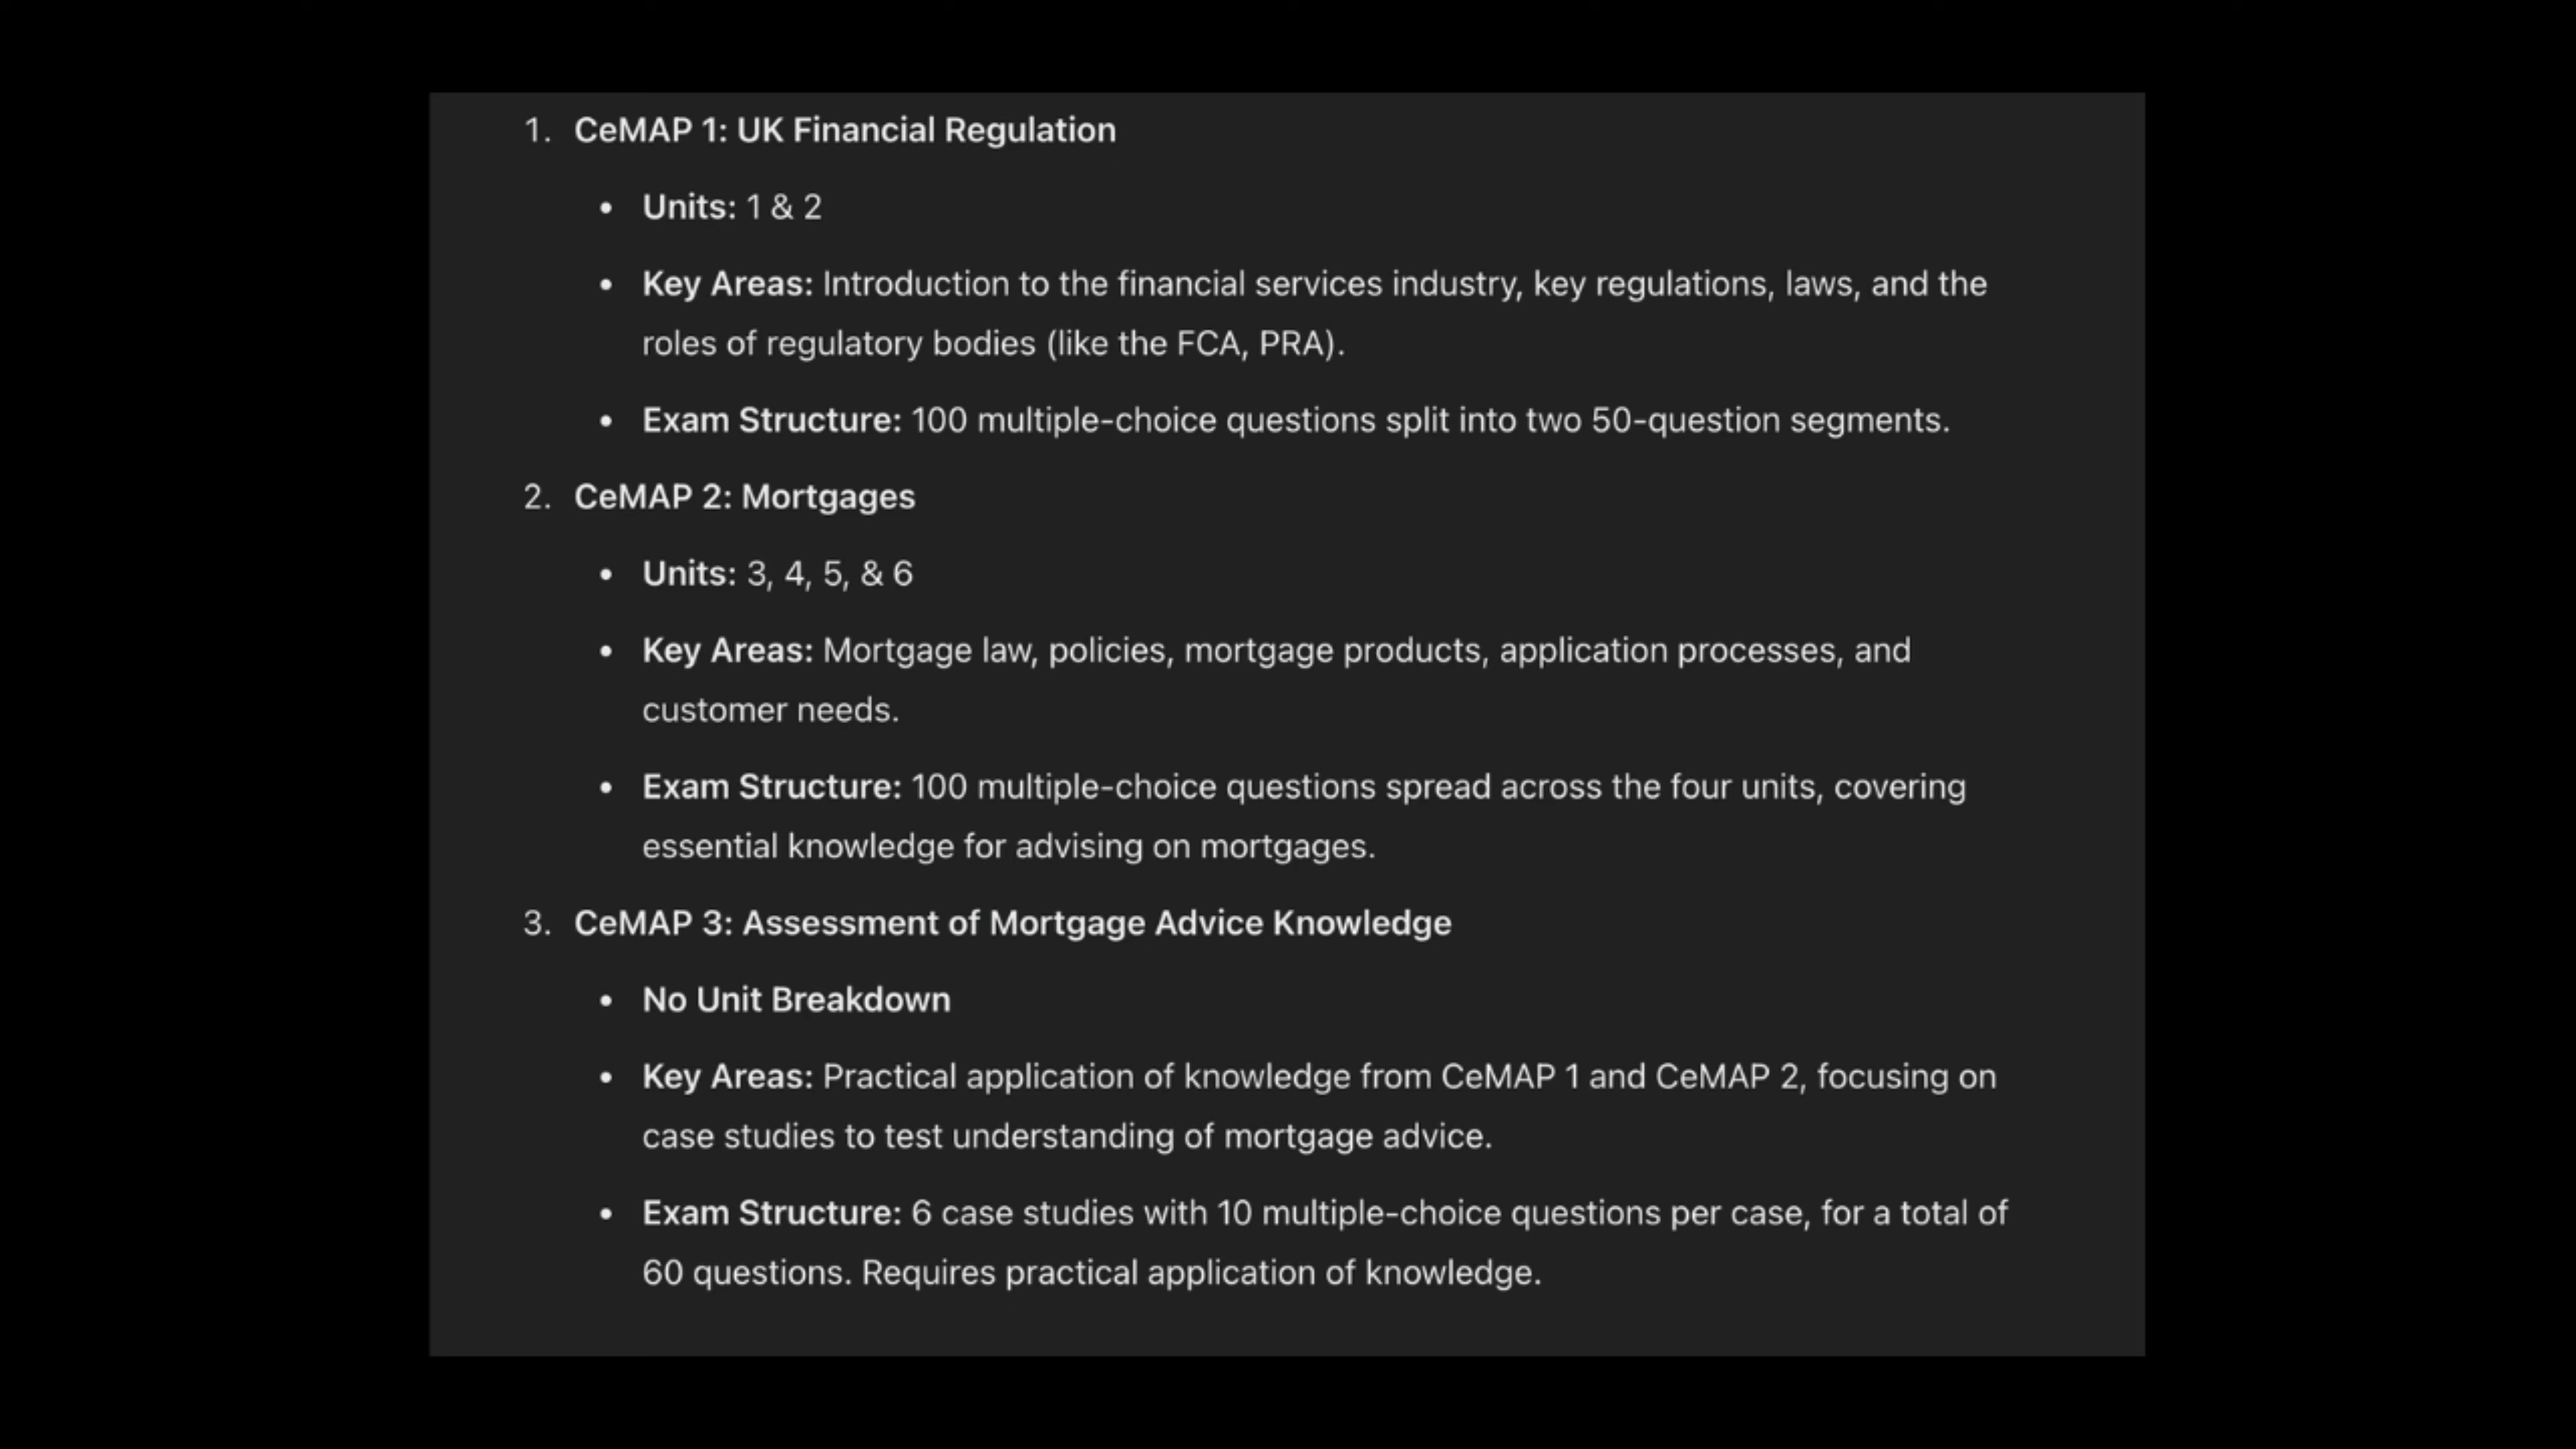 1. CeMAP 1: UK Financial Regulation
• Units: 1 & 2
• Key Areas: Introduction to the financial services industry, key regulations, laws, and the
roles of regulatory bodies (like the FCA, PRA).
• Exam Structure: 100 multiple-choice questions split into two 50-question segments.
2. CeMAP 2: Mortgages
• Units: 3, 4, 5, & 6
• Key Areas: Mortgage law, policies, mortgage products, application processes, and
customer needs.
• Exam Structure: 100 multiple-choice questions spread across the four units, covering
essential knowledge for advising on mortgages.
3. CeMAP 3: Assessment of Mortgage Advice Knowledge
• No Unit Breakdown
• Key Areas: Practical application of knowledge from CeMAP 1 and CeMAP 2, focusing on
case studies to test understanding of mortgage advice.
• Exam Structure: 6 case studies with 10 multiple-choice questions per case, for a total of
60 questions. Requires practical application of knowledge.